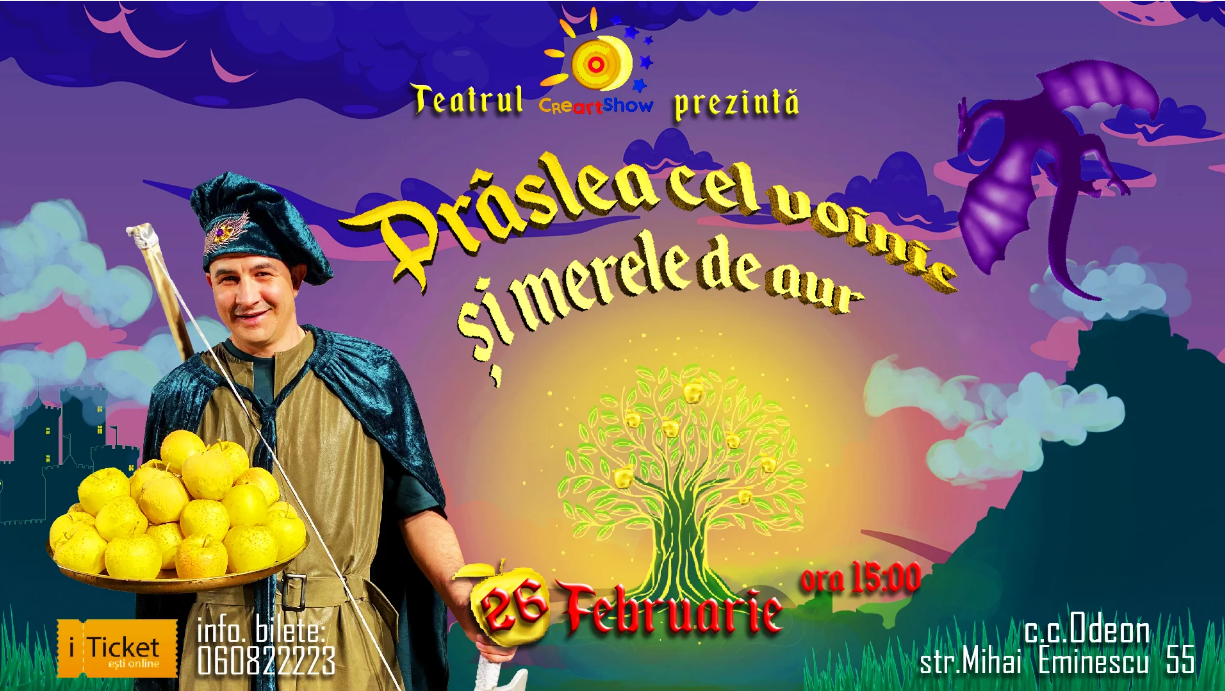 Teatrul CReartShow prezintă
Prâslea cel voinic
și merele de aur
26 Februarie ora 15:00
i Ticket
ești online
info. bilete:
060822223
c.c.Odeon
str.Mihai Eminescu 55